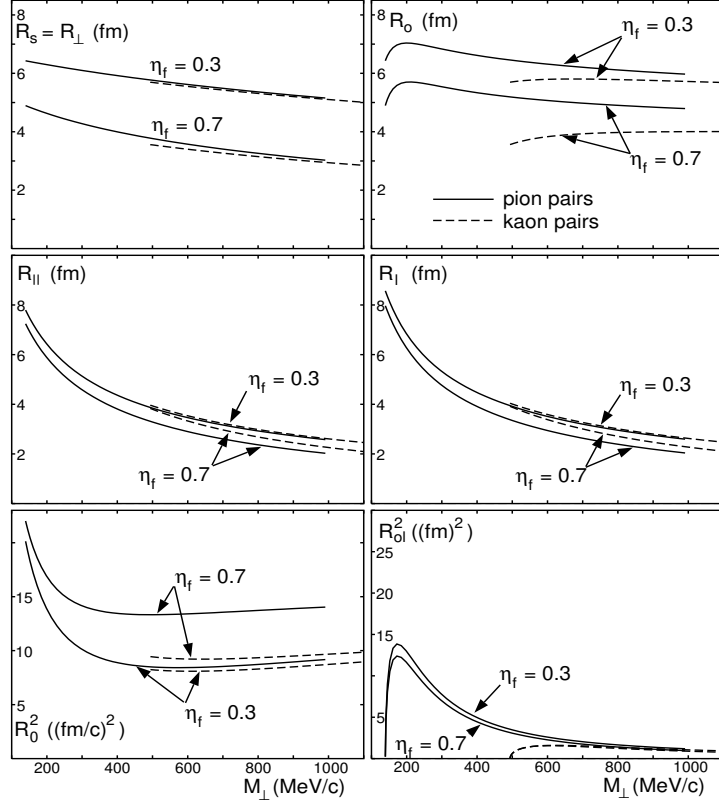 R_s = R_⊥ (fm)
8
6
4
2
η_f = 0.3
η_f = 0.7
R_o (fm)
8
6
4
2
η_f = 0.3
η_f = 0.7
pion pairs
kaon pairs
R_|| (fm)
8
6
4
2
η_f = 0.3
η_f = 0.7
R_l (fm)
8
6
4
2
η_f = 0.3
η_f = 0.7
15
10
5
η_f = 0.7
η_f = 0.3
R_0^2 ((fm/c)^2)
200 400 600 800 1000
M_⊥ (MeV/c)
R_ol^2 ((fm)^2)
25
20
15
10
5
η_f = 0.3
η_f = 0.7
200 400 600 800 1000
M_⊥ (MeV/c)